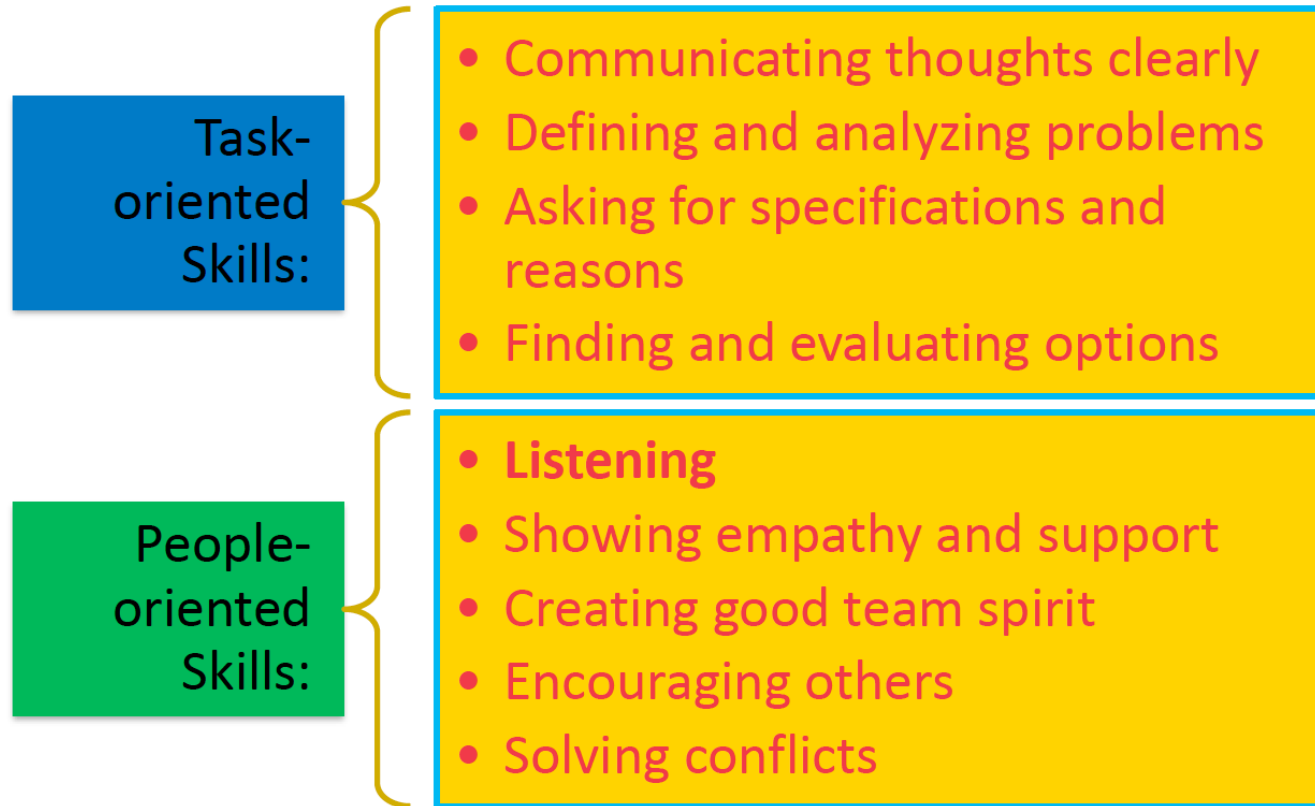 Task-
oriented
Skills:
• Communicating thoughts clearly
• Defining and analyzing problems
• Asking for specifications and
reasons
• Finding and evaluating options
People-
oriented
Skills:
• Listening
• Showing empathy and support
• Creating good team spirit
• Encouraging others
• Solving conflicts